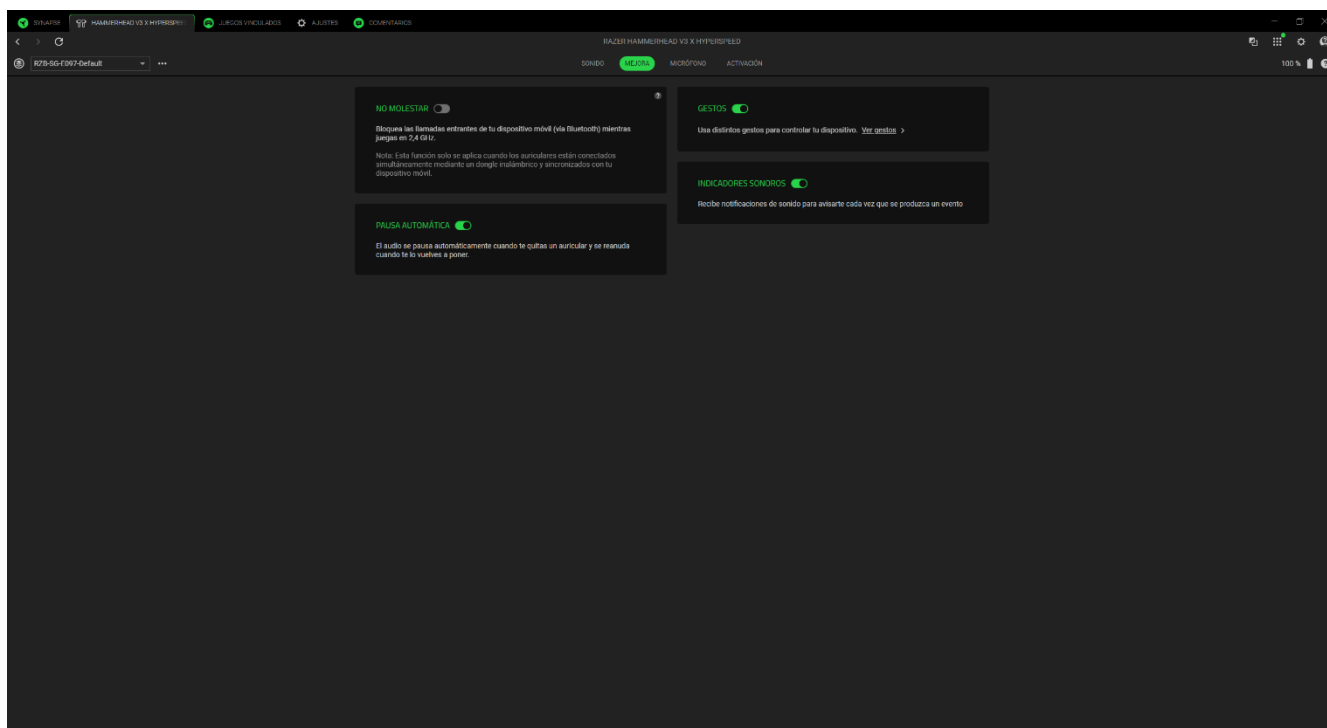 SYNAPSE
HAMMERHEAD V3 X HYPERSPEED
JUEGOS VINCULADOS
AJUSTES
COMENTARIOS
RAZER HAMMERHEAD V3 X HYPERSPEED
RZB-SG-E097-Default
SONIDO
MEJORA
MICRÓFONO
ACTIVACIÓN
100 %
NO MOLESTAR
Bloquea las llamadas entrantes de tu dispositivo móvil (vía Bluetooth) mientras
juegas en 2,4 GHz.
Nota: Esta función solo se aplica cuando los auriculares están conectados
simultáneamente mediante un dongle inalámbrico y sincronizados con tu
dispositivo móvil.
PAUSA AUTOMÁTICA
El audio se pausa automáticamente cuando te quitas un auricular y se reanuda
cuando te lo vuelves a poner.
GESTOS
Usa distintos gestos para controlar tu dispositivo. Ver gestos >
INDICADORES SONOROS
Recibe notificaciones de sonido para avisarte cada vez que se produzca un evento